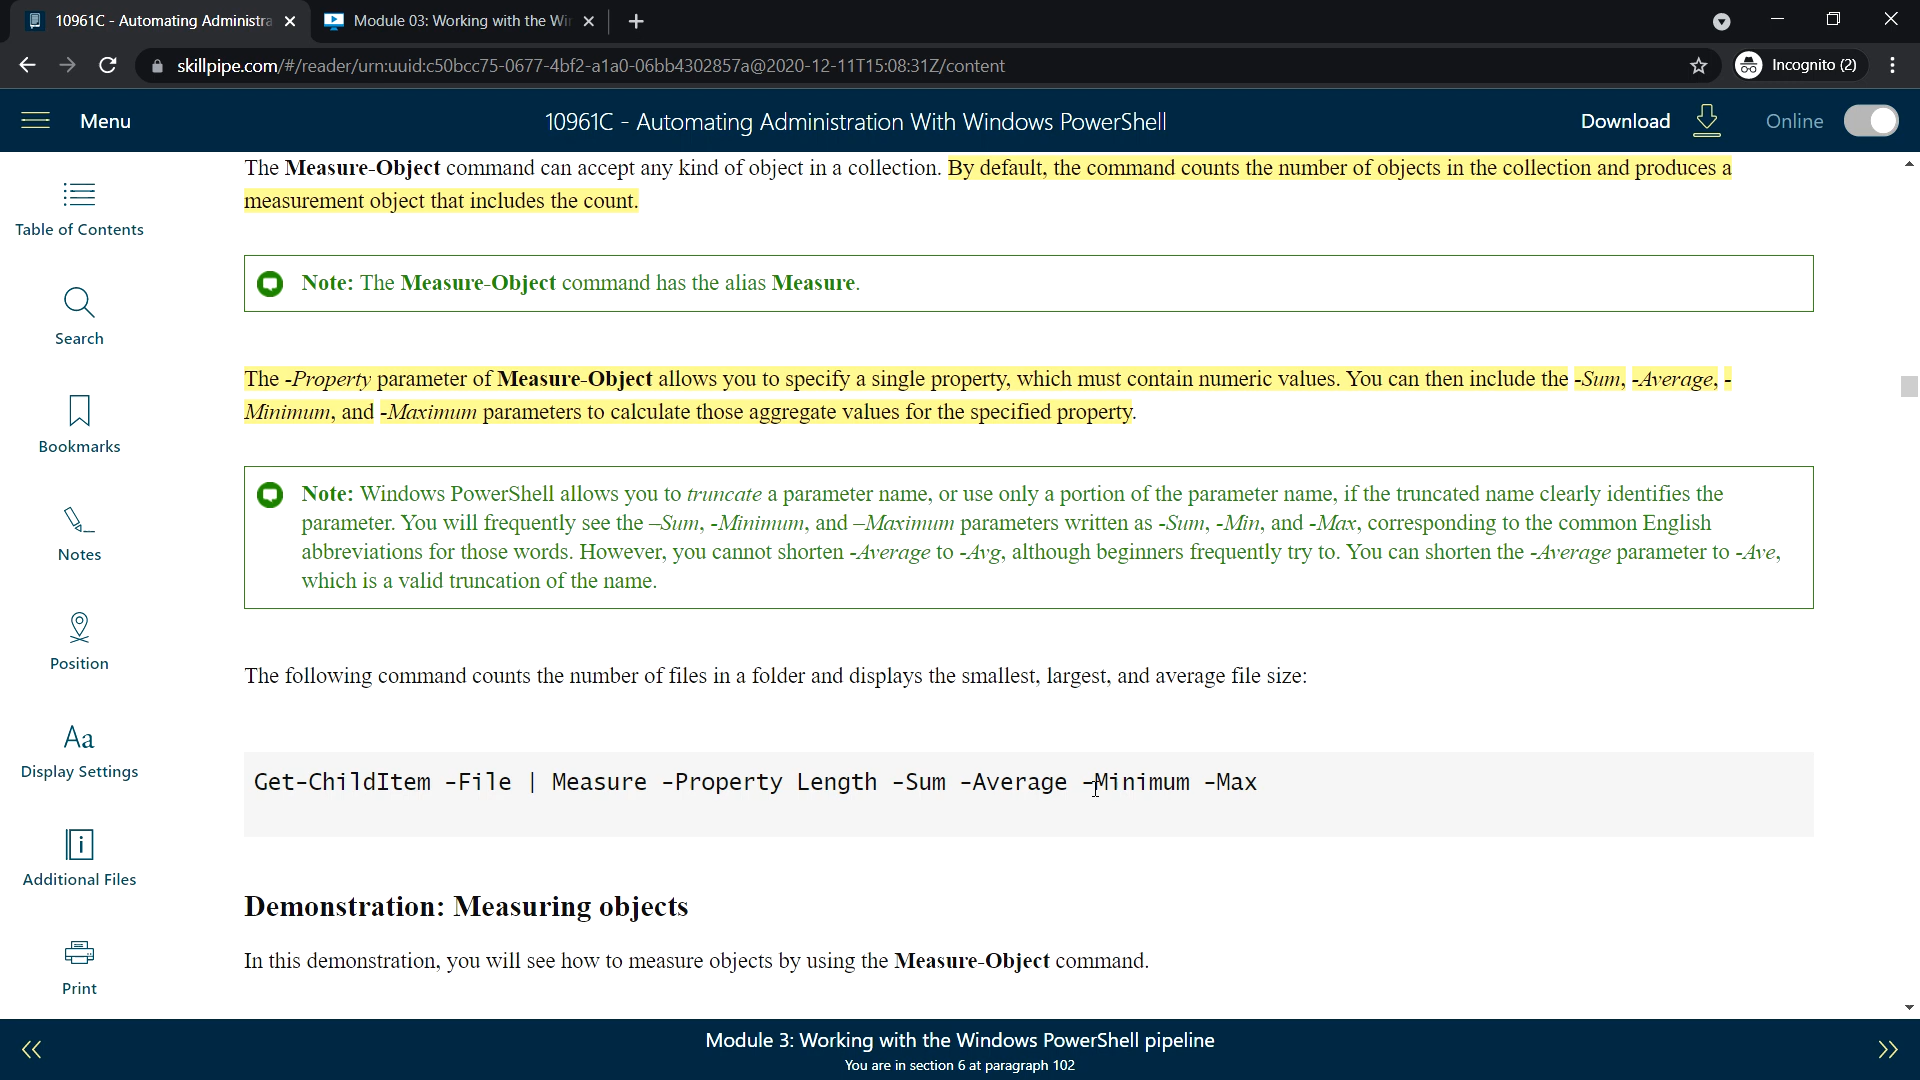 10961C - Automating Administra
Module 03: Working with the Wi
skillpipe.com/#/reader/urn:uuid:c50bcc75-0677-4bf2-a1a0-06bb4302857a@2020-12-11T15:08:31Z/content
Incognito (2)
Menu
10961C - Automating Administration With Windows PowerShell
Download
Online
Table of Contents
Search
Bookmarks
Notes
Position
Aa
Display Settings
Additional Files
Print
The Measure-Object command can accept any kind of object in a collection. By default, the command counts the number of objects in the collection and produces a
measurement object that includes the count.
Note: The Measure-Object command has the alias Measure.
The -Property parameter of Measure-Object allows you to specify a single property, which must contain numeric values. You can then include the -Sum, -Average, -
Minimum, and -Maximum parameters to calculate those aggregate values for the specified property.
Note: Windows PowerShell allows you to truncate a parameter name, or use only a portion of the parameter name, if the truncated name clearly identifies the
parameter. You will frequently see the –Sum, -Minimum, and –Maximum parameters written as -Sum, -Min, and -Max, corresponding to the common English
abbreviations for those words. However, you cannot shorten -Average to -Avg, although beginners frequently try to. You can shorten the -Average parameter to -Ave,
which is a valid truncation of the name.
The following command counts the number of files in a folder and displays the smallest, largest, and average file size:
Get-ChildItem -File | Measure -Property Length -Sum -Average -Minimum -Max
Demonstration: Measuring objects
In this demonstration, you will see how to measure objects by using the Measure-Object command.
Module 3: Working with the Windows PowerShell pipeline
You are in section 6 at paragraph 102